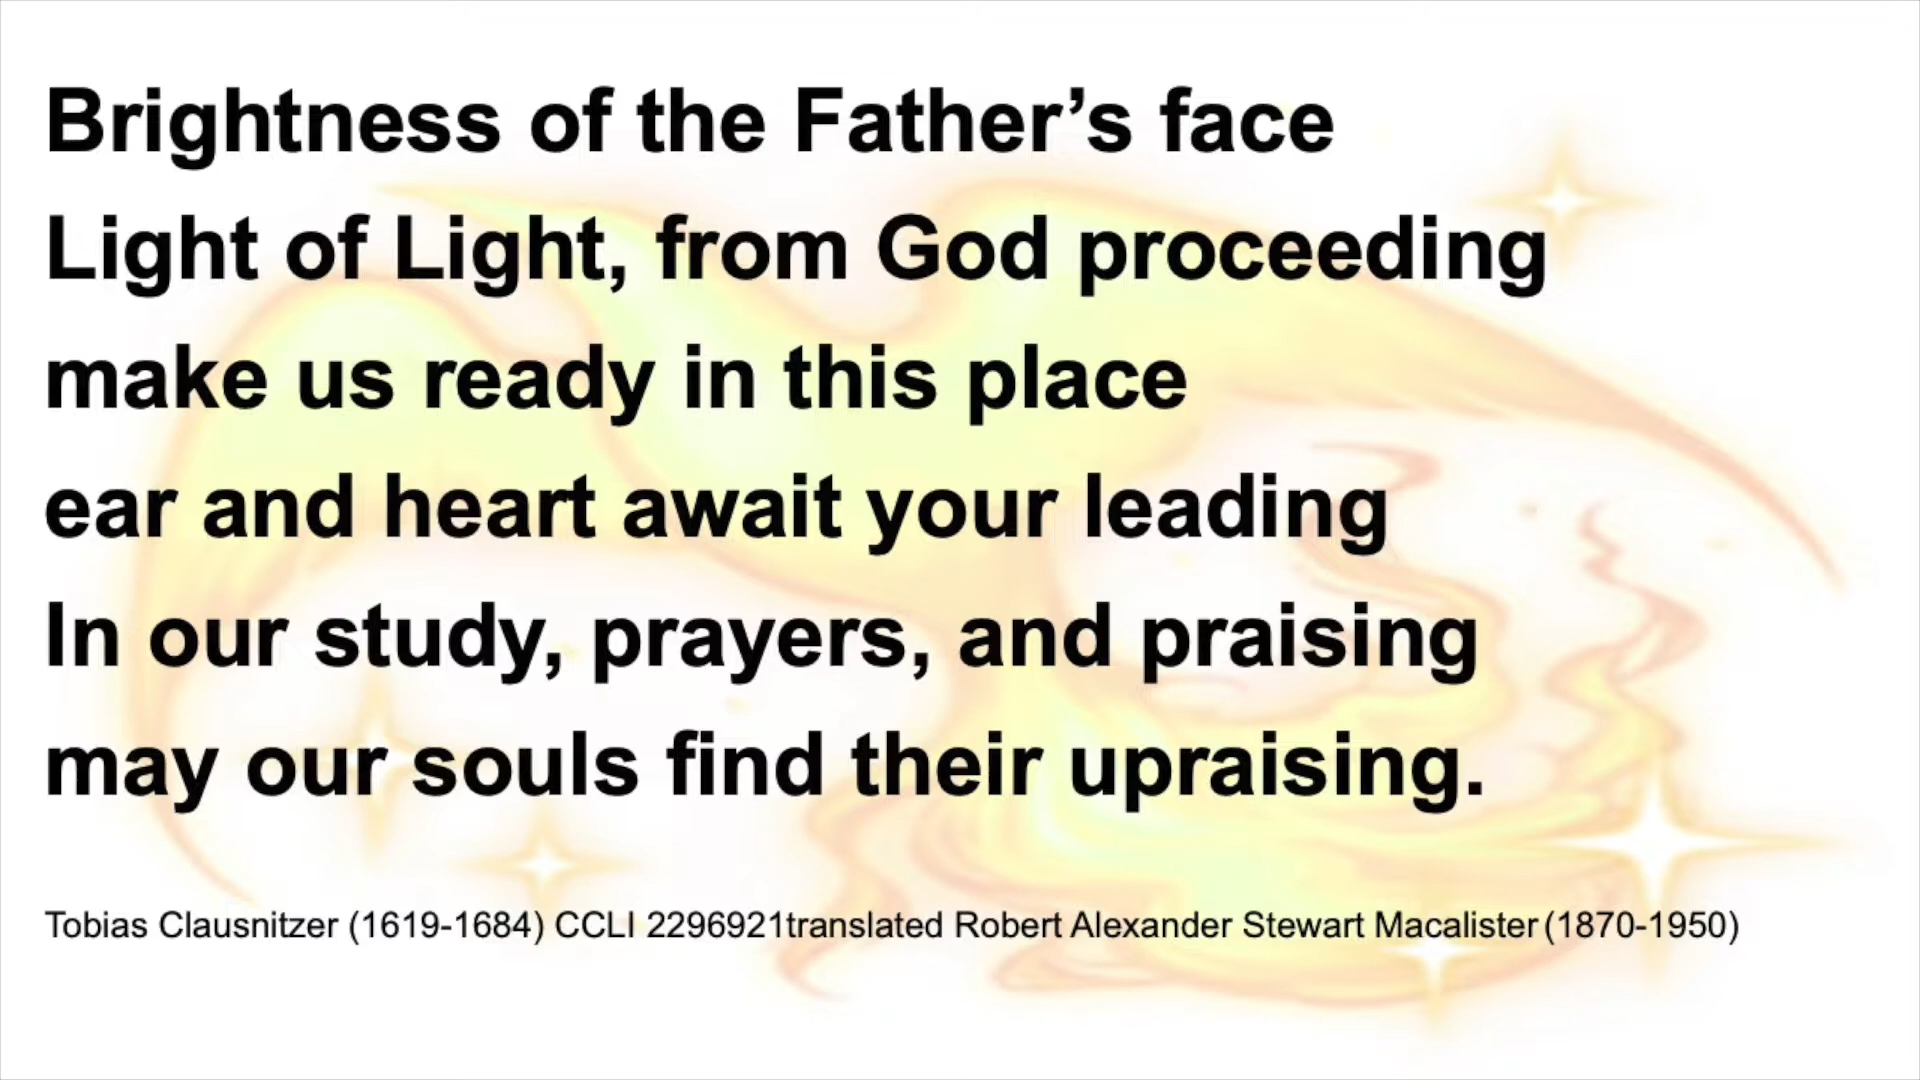 Brightness of the Father’s face
Light of Light, from God proceeding
make us ready in this place
ear and heart await your leading
In our study, prayers, and praising
may our souls find their upraising.
Tobias Clausnitzer (1619-1684) CCLI 2296921translated Robert Alexander Stewart Macalister (1870-1950)